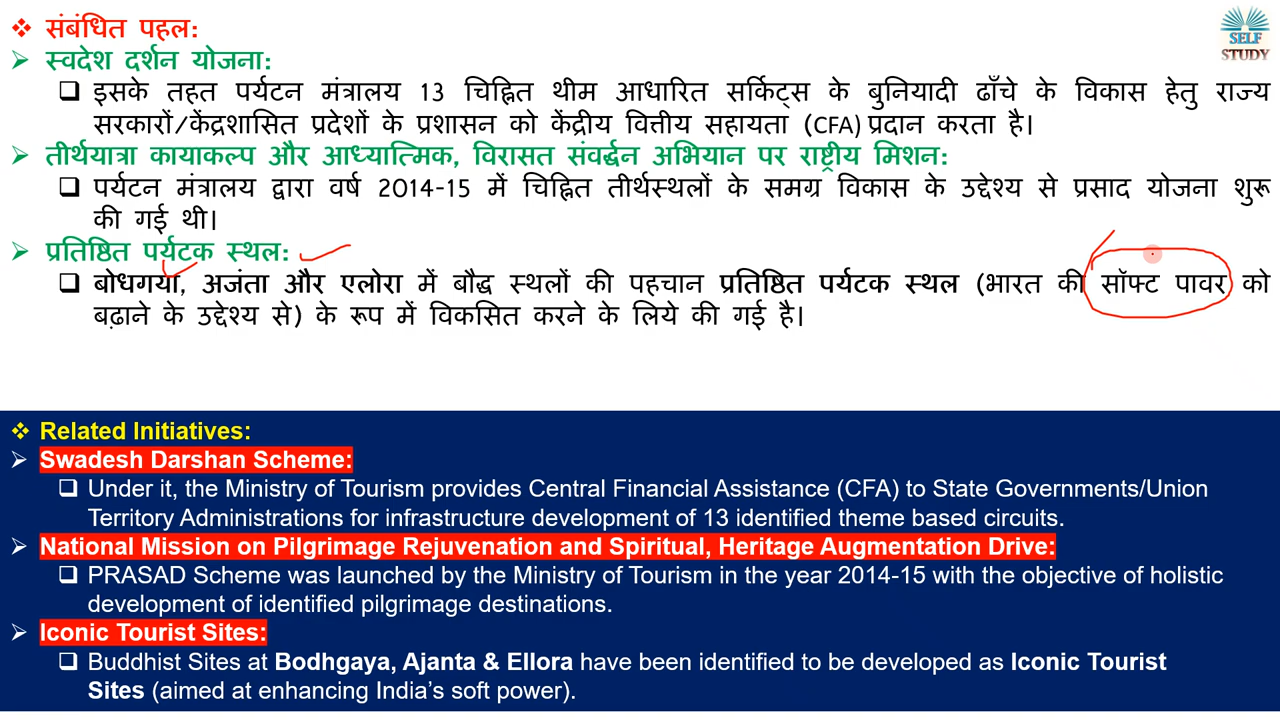 ❖ संबंधित पहल:
SELF
STUDY
➢ स्वदेश दर्शन योजना:
❑ इसके तहत पर्यटन मंत्रालय 13 चिह्नित थीम आधारित सर्किट्स के बुनियादी ढाँचे के विकास हेतु राज्य
सरकारों/केंद्रशासित प्रदेशों के प्रशासन को केंद्रीय वित्तीय सहायता (CFA) प्रदान करता है।
➢ तीर्थयात्रा कायाकल्प और आध्यात्मिक, विरासत संवर्द्धन अभियान पर राष्ट्रीय मिशन:
❑ पर्यटन मंत्रालय द्वारा वर्ष 2014-15 में चिह्नित तीर्थस्थलों के समग्र विकास के उद्देश्य से प्रसाद योजना शुरू
की गई थी।
➢ प्रतिष्ठित पर्यटक स्थल:
❑ बोधगया, अजंता और एलोरा में बौद्ध स्थलों की पहचान प्रतिष्ठित पर्यटक स्थल (भारत की सॉफ्ट पावर को
बढ़ाने के उद्देश्य से) के रूप में विकसित करने के लिये की गई है।
❖ Related Initiatives:
➢ Swadesh Darshan Scheme:
❑ Under it, the Ministry of Tourism provides Central Financial Assistance (CFA) to State Governments/Union
Territory Administrations for infrastructure development of 13 identified theme based circuits.
➢ National Mission on Pilgrimage Rejuvenation and Spiritual, Heritage Augmentation Drive:
❑ PRASAD Scheme was launched by the Ministry of Tourism in the year 2014-15 with the objective of holistic
development of identified pilgrimage destinations.
➢ Iconic Tourist Sites:
❑ Buddhist Sites at Bodhgaya, Ajanta & Ellora have been identified to be developed as Iconic Tourist
Sites (aimed at enhancing India's soft power).